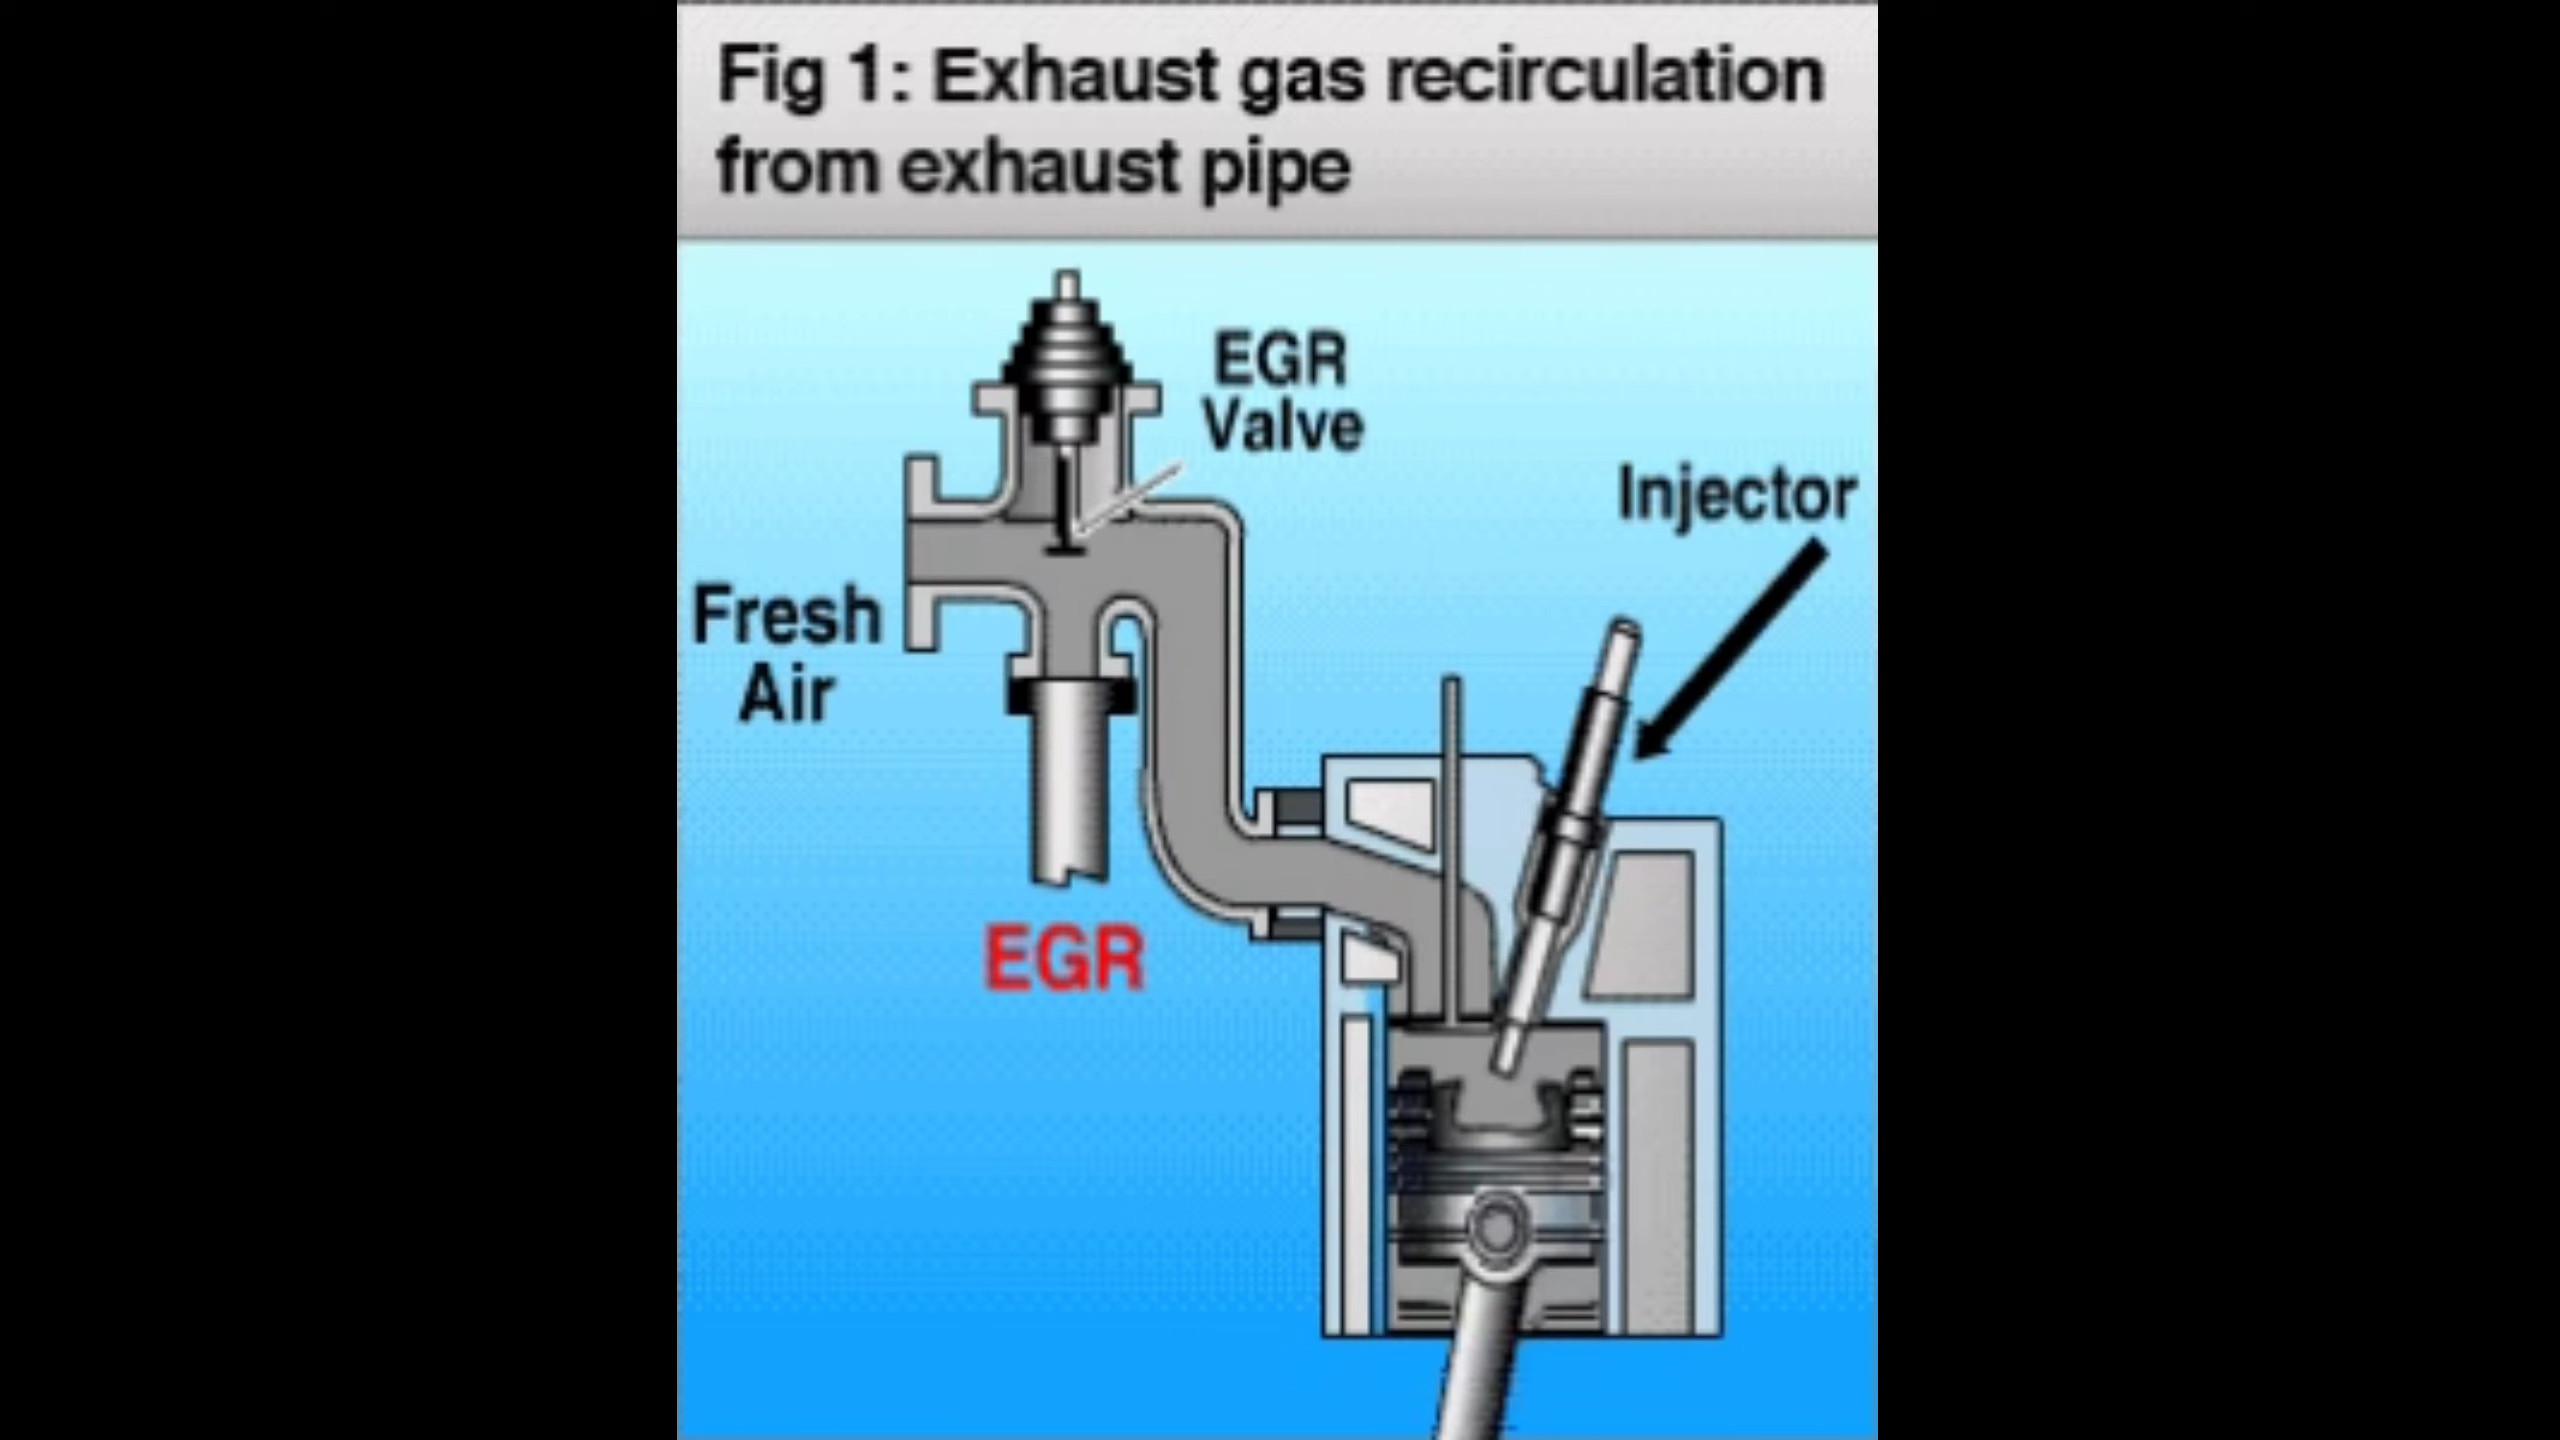 Fig 1: Exhaust gas recirculation
from exhaust pipe
EGR
Valve
Injector
Fresh
Air
EGR